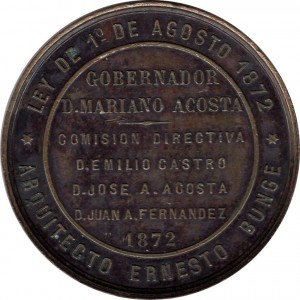 LEY DE 1º DE AGOSTO 1872
GOBERNADOR
D. MARIANO ACOSTA
COMISION DIRECTIVA
D. EMILIO CASTRO
D. JOSE A. ACOSTA
D. JUAN A. FERNANDEZ
1872
ARQUITECTO ERNESTO BUNGE